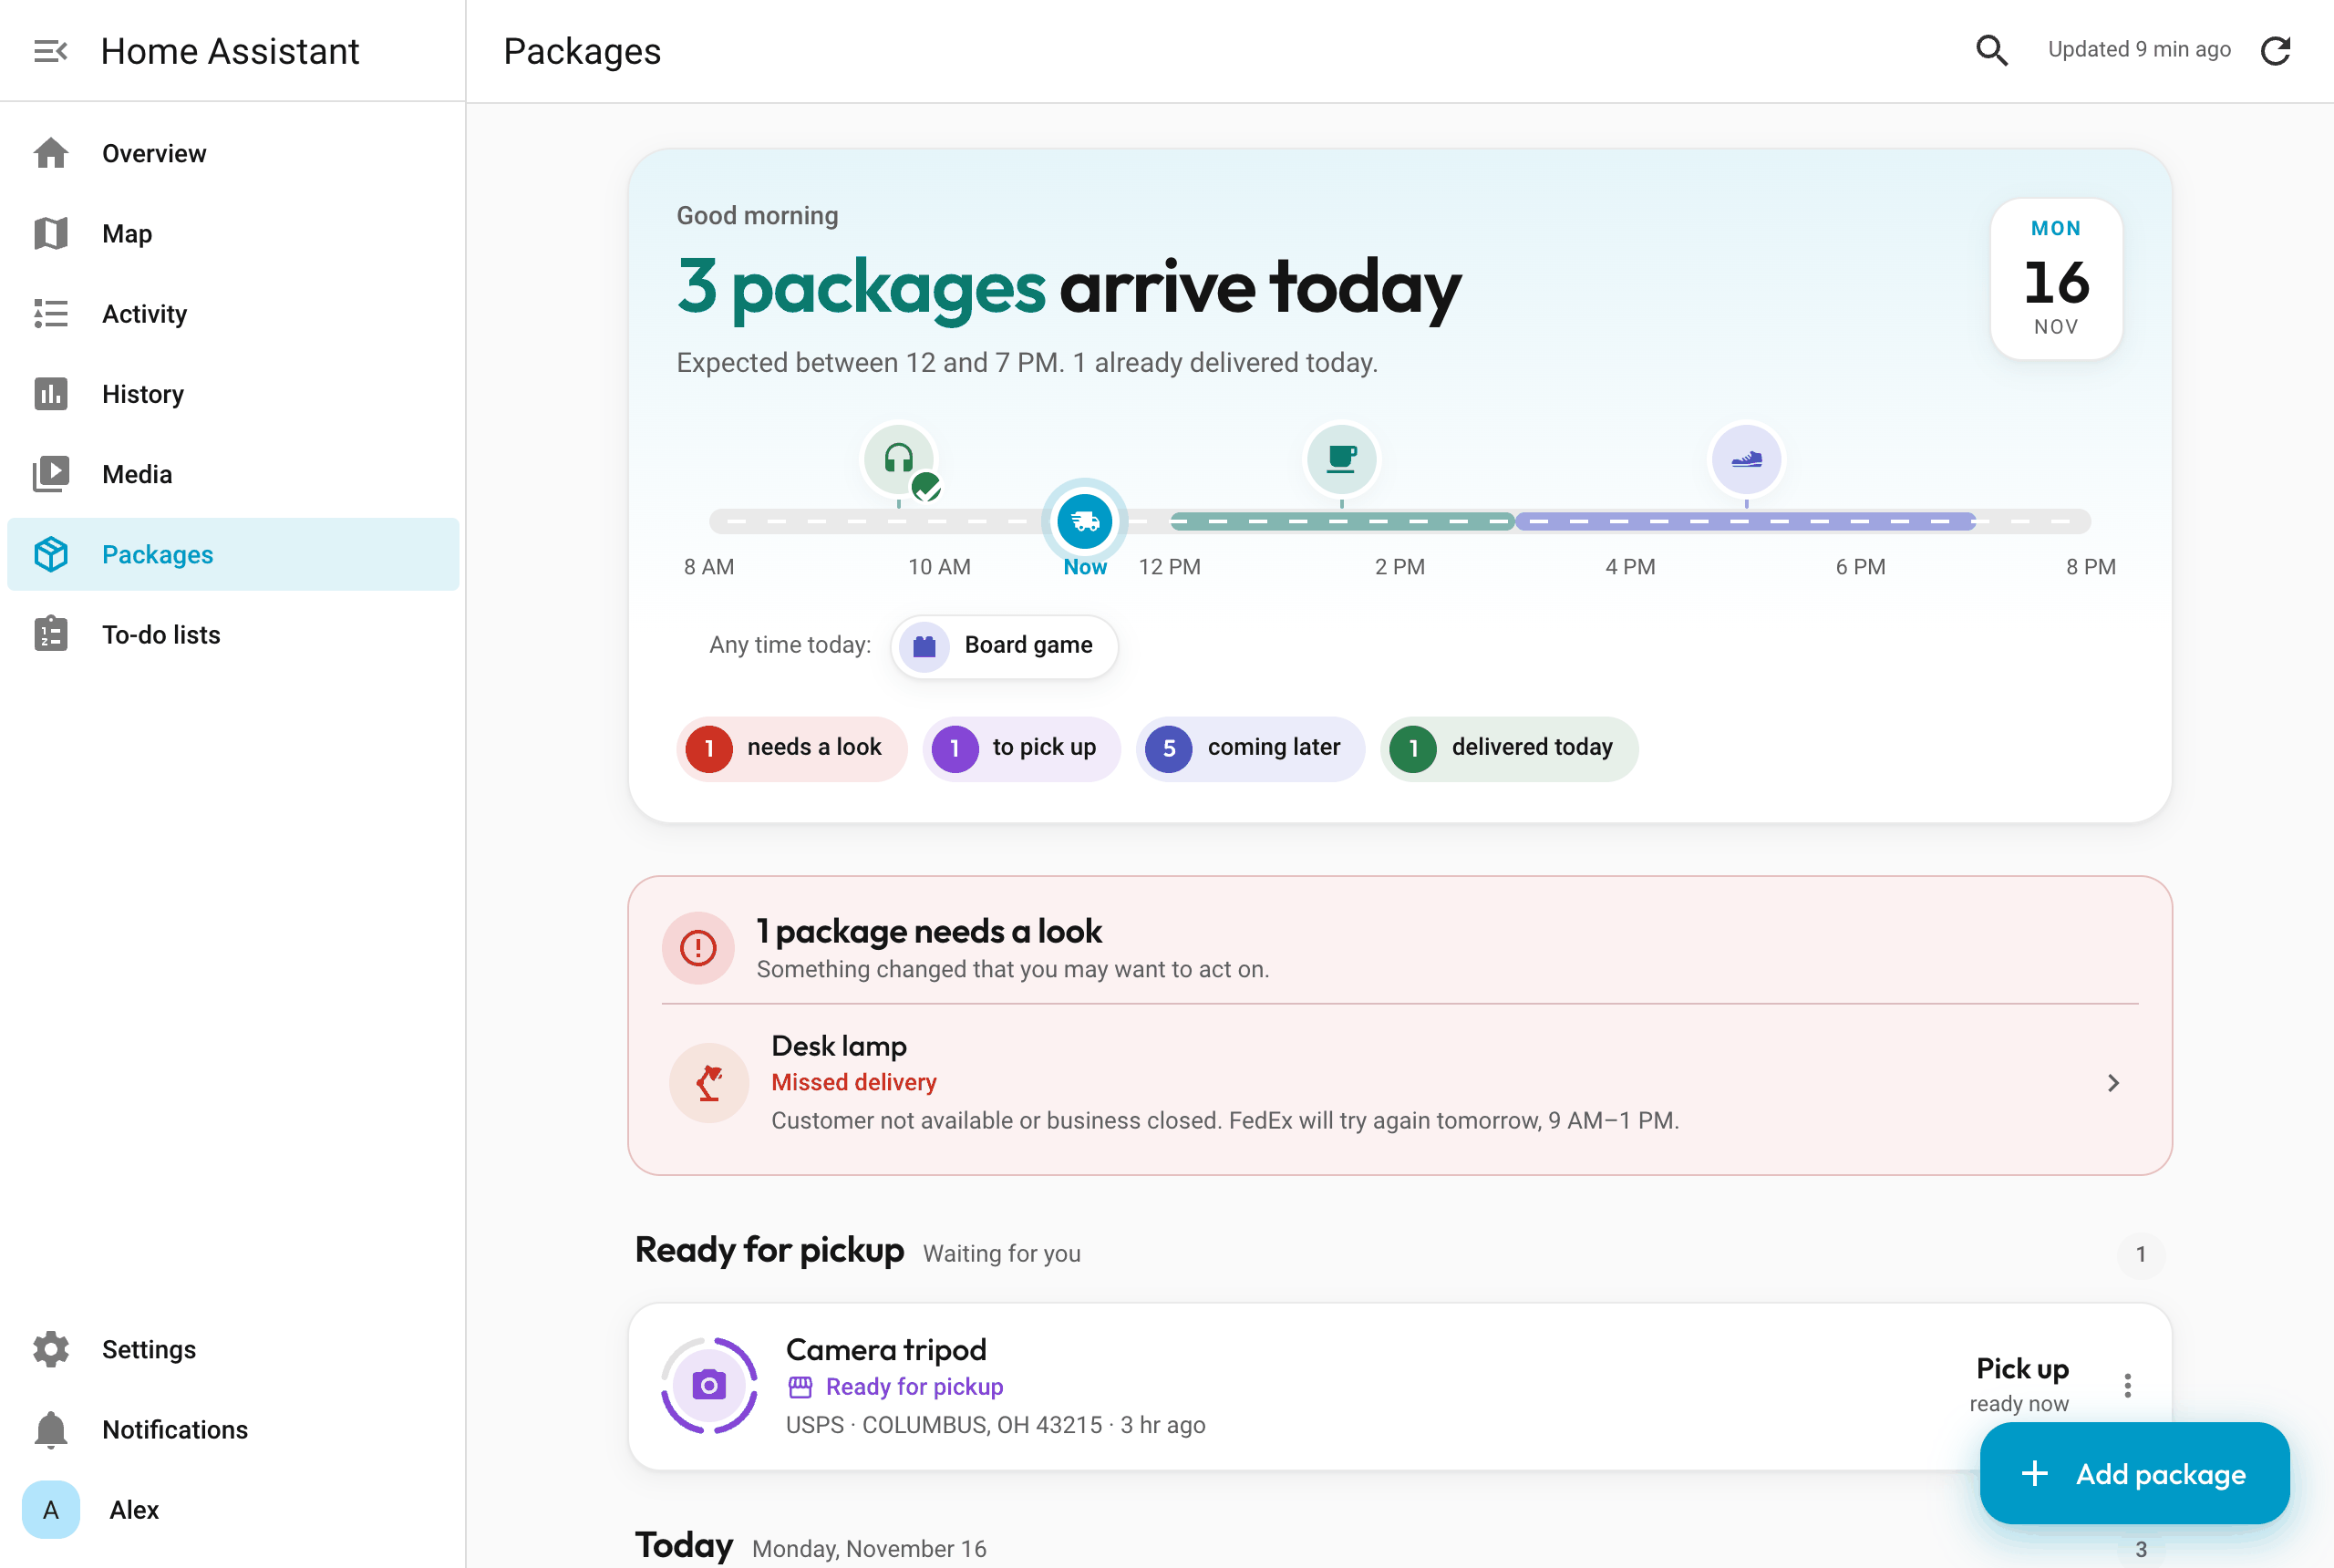 Home Assistant
Overview
Map
Activity
History
Media
Packages
To-do lists
Settings
Notifications
A
Alex
Packages
Updated 9 min ago
Good morning
3 packages arrive today
Expected between 12 and 7 PM. 1 already delivered today.
MON
16
NOV
8 AM
10 AM
Now
12 PM
2 PM
4 PM
6 PM
8 PM
Any time today:
Board game
1 needs a look
1 to pick up
5 coming later
1 delivered today
1 package needs a look
Something changed that you may want to act on.
Desk lamp
Missed delivery
Customer not available or business closed. FedEx will try again tomorrow, 9 AM–1 PM.
Ready for pickup
Waiting for you
1
Camera tripod
Ready for pickup
USPS · COLUMBUS, OH 43215 · 3 hr ago
Pick up
ready now
Add package
Today
Monday, November 16
3